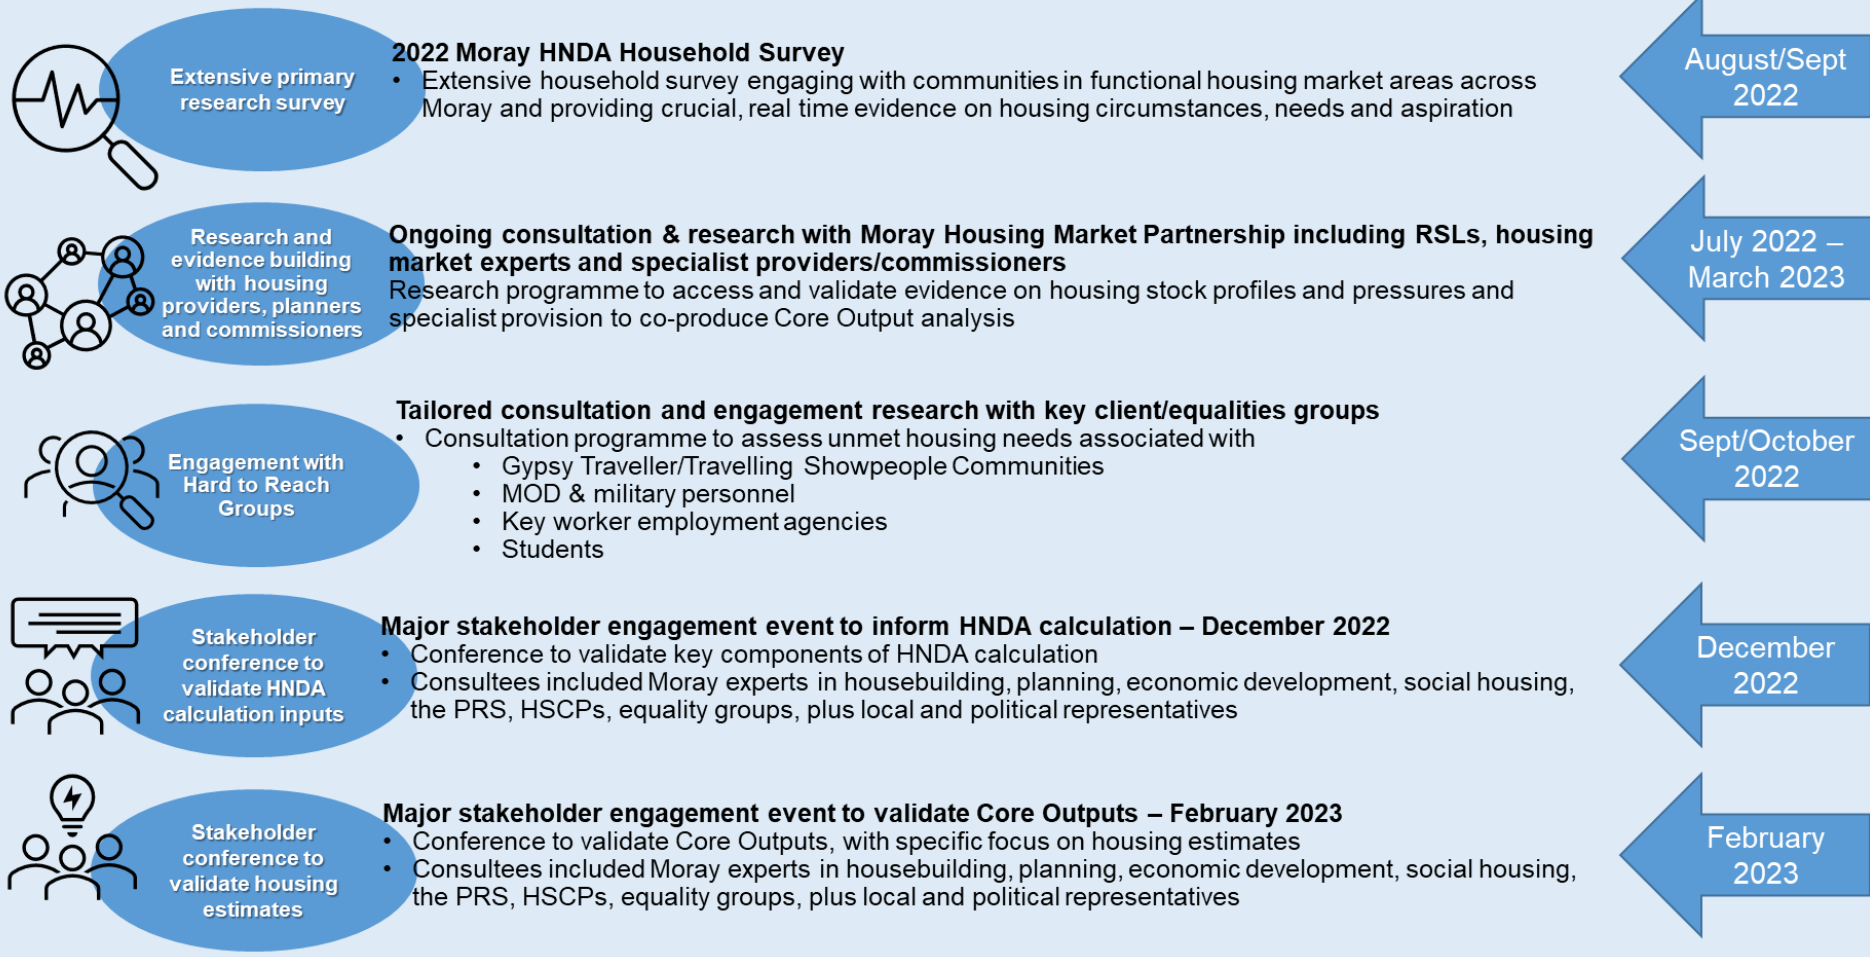 Extensive primary
research survey
2022 Moray HNDA Household Survey
• Extensive household survey engaging with communities in functional housing market areas across
Moray and providing crucial, real time evidence on housing circumstances, needs and aspiration
August/Sept
2022
Research and
evidence building
with housing
providers, planners
and commissioners
Ongoing consultation & research with Moray Housing Market Partnership including RSLs, housing
market experts and specialist providers/commissioners
Research programme to access and validate evidence on housing stock profiles and pressures and
specialist provision to co-produce Core Output analysis
July 2022 –
March 2023
Engagement with
Hard to Reach
Groups
Tailored consultation and engagement research with key client/equalities groups
• Consultation programme to assess unmet housing needs associated with
• Gypsy Traveller/Travelling Showpeople Communities
• MOD & military personnel
• Key worker employment agencies
• Students
Sept/October
2022
Stakeholder
conference to
validate HNDA
calculation inputs
Major stakeholder engagement event to inform HNDA calculation – December 2022
• Conference to validate key components of HNDA calculation
• Consultees included Moray experts in housebuilding, planning, economic development, social housing,
the PRS, HSCPs, equality groups, plus local and political representatives
December
2022
Stakeholder
conference to
validate housing
estimates
Major stakeholder engagement event to validate Core Outputs – February 2023
• Conference to validate Core Outputs, with specific focus on housing estimates
• Consultees included Moray experts in housebuilding, planning, economic development, social housing,
the PRS, HSCPs, equality groups, plus local and political representatives
February
2023